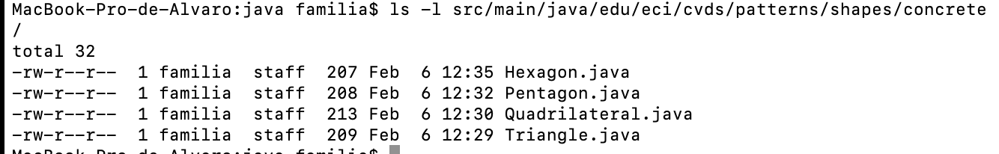 MacBook-Pro-de-Alvaro:java familia$ ls -l src/main/java/edu/eci/cvds/patterns/shapes/concrete
/
total 32
-rw-r--r--  1 familia  staff  207 Feb  6 12:35 Hexagon.java
-rw-r--r--  1 familia  staff  208 Feb  6 12:32 Pentagon.java
-rw-r--r--  1 familia  staff  213 Feb  6 12:30 Quadrilateral.java
-rw-r--r--  1 familia  staff  209 Feb  6 12:29 Triangle.java
MacBook-Pro-de-Alvaro:java familia$